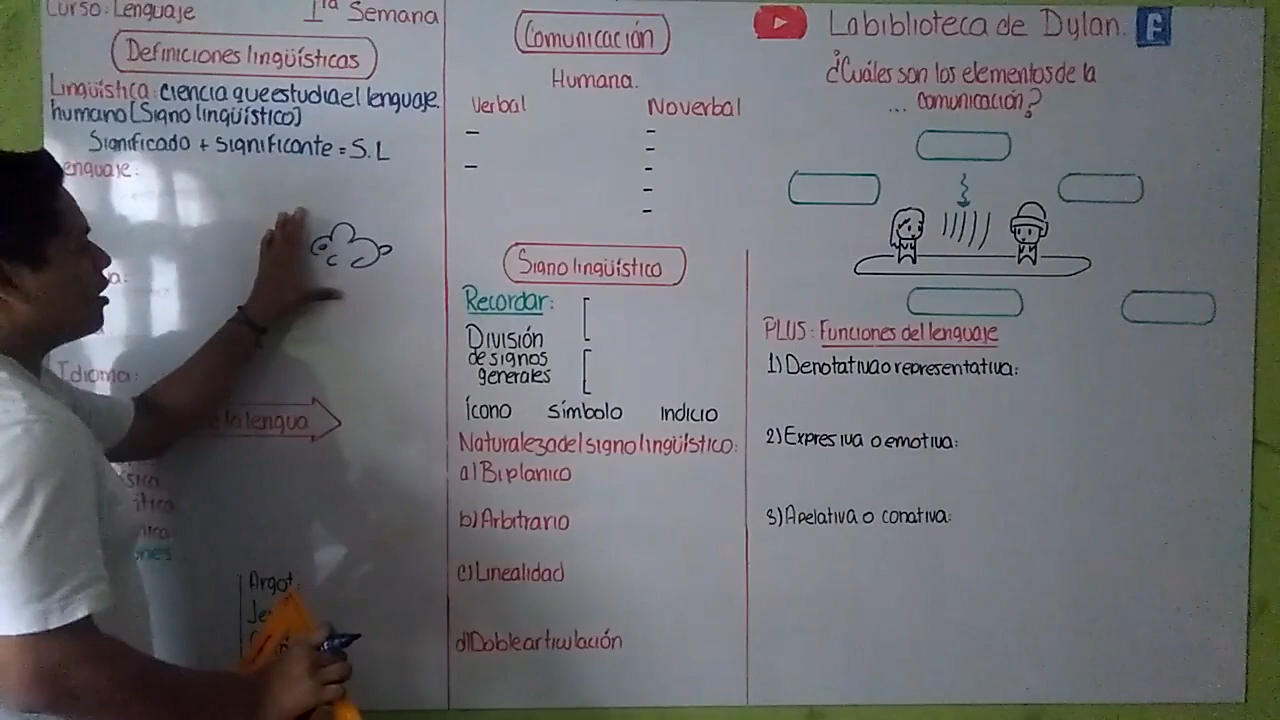 Curso: Lenguaje
1ra Semana
Definiciones lingüísticas
Lingüística: ciencia que estudia el lenguaje
humano [Signo lingüístico]
Significado + significante = S.L
enguaje:
a:
Idioma:
la lengua
ones
Argot:
Comunicación
Humana.
Verbal
No verbal
Signo lingüístico
Recordar:
División
de signos
generales
Ícono símbolo indicio
Naturaleza del signo lingüístico:
a) Biplanico
b) Arbitrario
c) Linealidad
d) Doble articulación
La biblioteca de Dylan
¿Cuáles son los elementos de la
... comunicación?
PLUS: Funciones del lenguaje
1) Denotativa o representativa:
2) Expresiva o emotiva:
3) Apelativa o conativa: